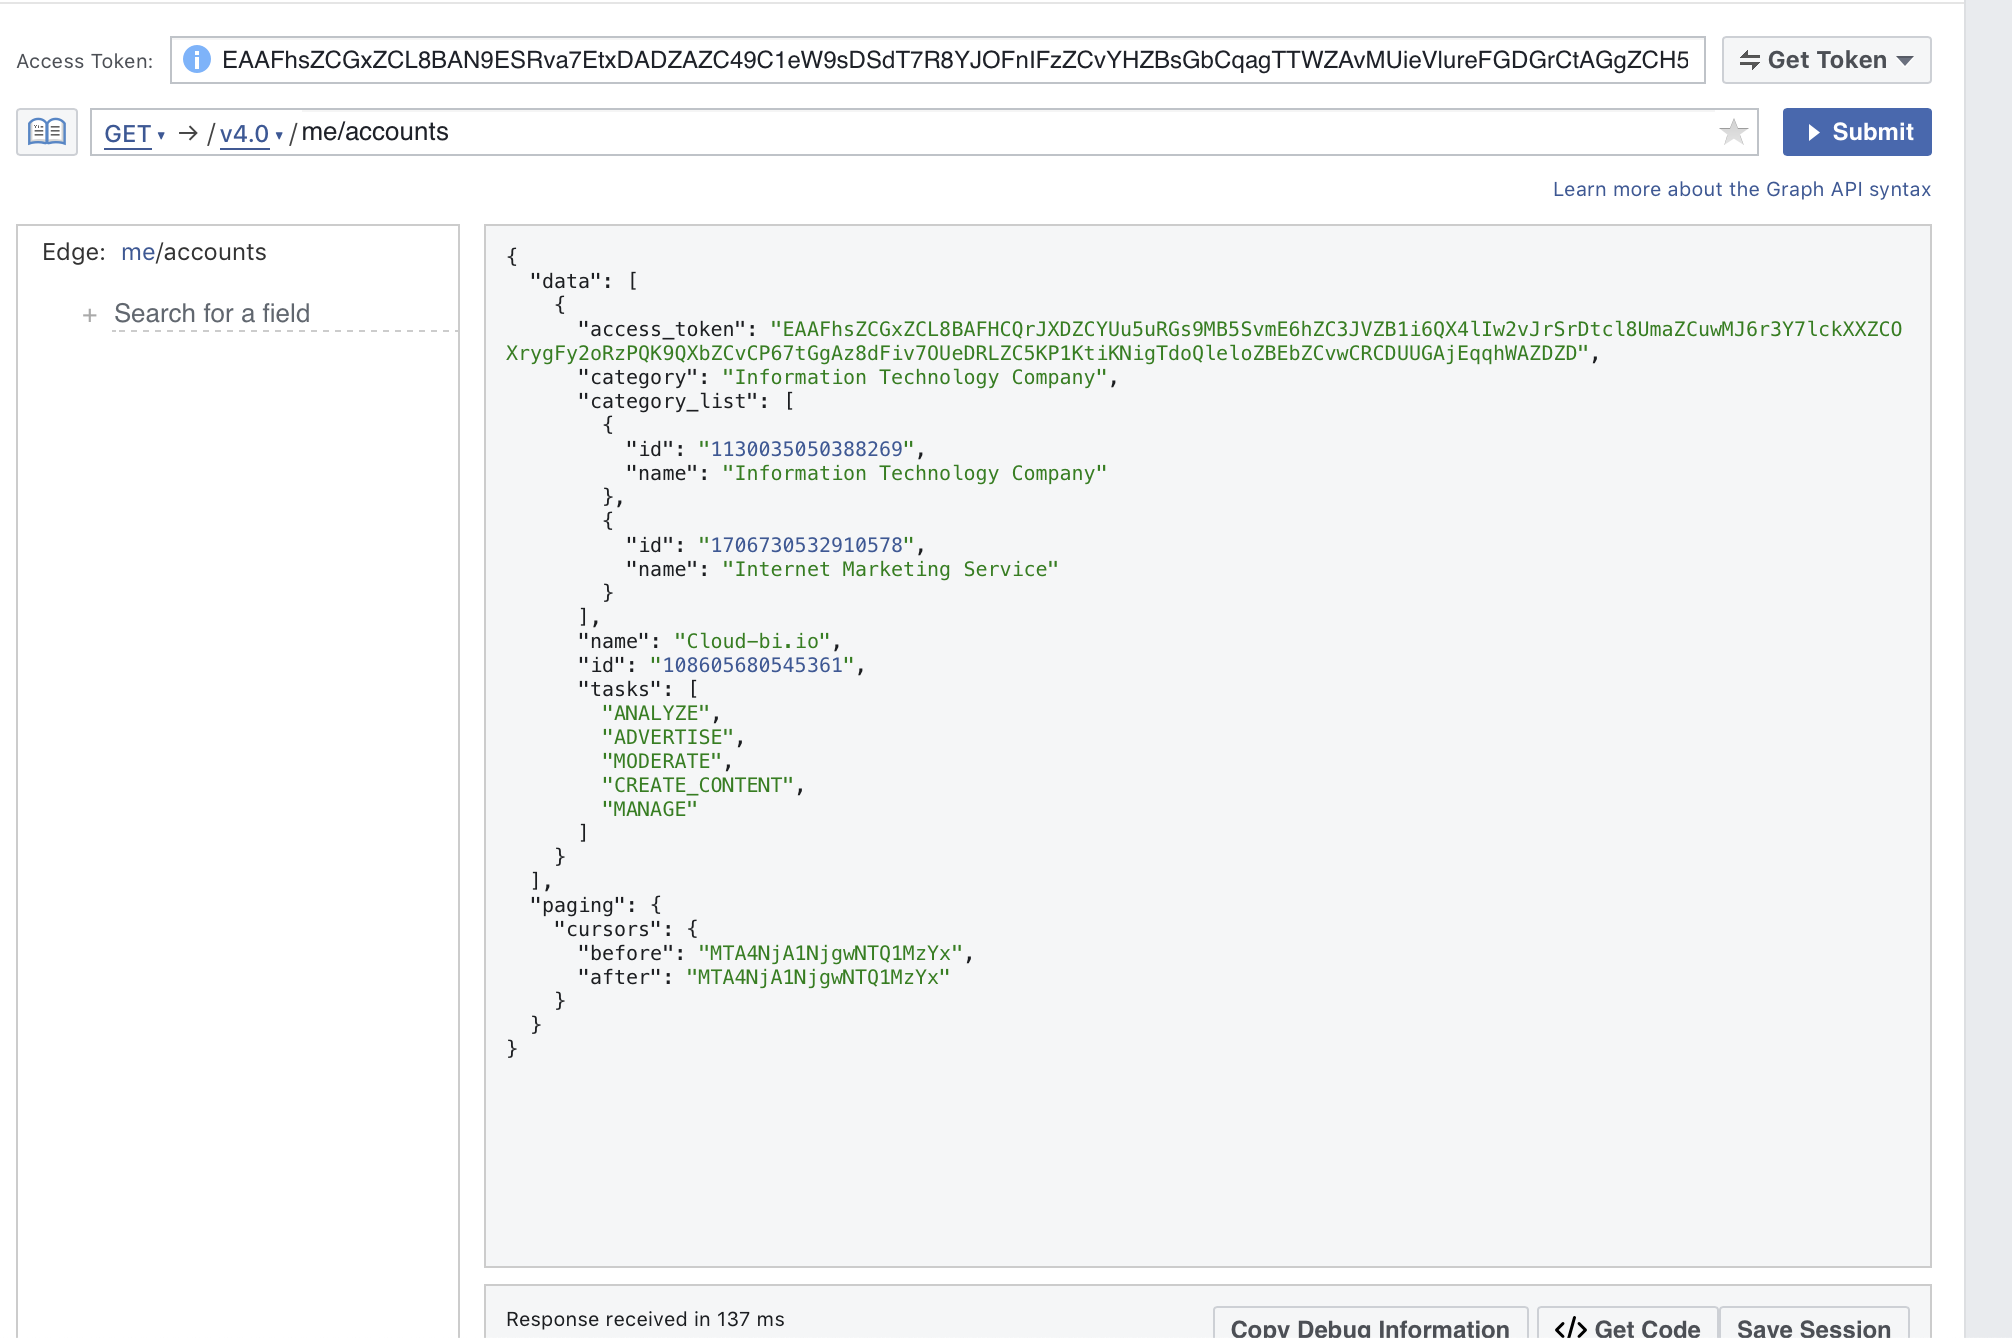 Access Token: EAAFhsZCGxZCL8BAN9ESRva7EtxDADZAZC49C1eW9sDSdT7R8YJOFnIFzZCvYHZBsGbCqagTTWZAvMUieVlureFGDGrCtAGgZCH5 Get Token
GET → / v4.0 / me/accounts Submit
Learn more about the Graph API syntax
Edge: me/accounts
+ Search for a field
{
"data": [
{
"access_token": "EAAFhsZCGxZCL8BAFHCQrJXDZCYUu5uRGs9MB5SvmE6hZC3JVZB1i6QX4lIw2vJrSrDtcl8UmaZCuwMJ6r3Y7lckXXZCO
XrygFy2oRzPQK9QXbZCvCP67tGgAz8dFiv7OUeDRLZC5KP1KtiKNigTdoQleloZBEbZCvwCRCDUUGAjEqqhWAZDZD",
"category": "Information Technology Company",
"category_list": [
{
"id": "1130035050388269",
"name": "Information Technology Company"
},
{
"id": "1706730532910578",
"name": "Internet Marketing Service"
}
],
"name": "Cloud-bi.io",
"id": "108605680545361",
"tasks": [
"ANALYZE",
"ADVERTISE",
"MODERATE",
"CREATE_CONTENT",
"MANAGE"
]
}
],
"paging": {
"cursors": {
"before": "MTA4NjA1NjgwNTQ1MzYx",
"after": "MTA4NjA1NjgwNTQ1MzYx"
}
}
}
Response received in 137 ms
Copy Debug Information </> Get Code Save Session